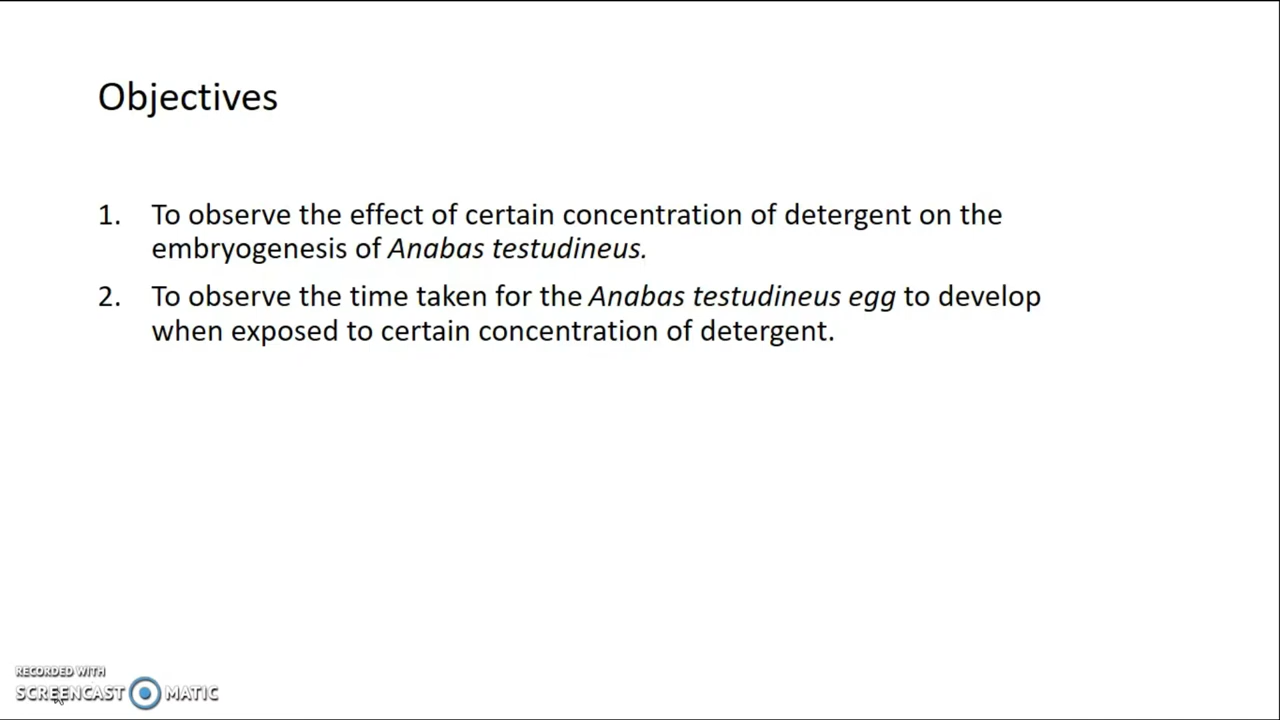 Objectives
1. To observe the effect of certain concentration of detergent on the
embryogenesis of Anabas testudineus.
2. To observe the time taken for the Anabas testudineus egg to develop
when exposed to certain concentration of detergent.
RECORDED WITH
SCREENCAST MATIC